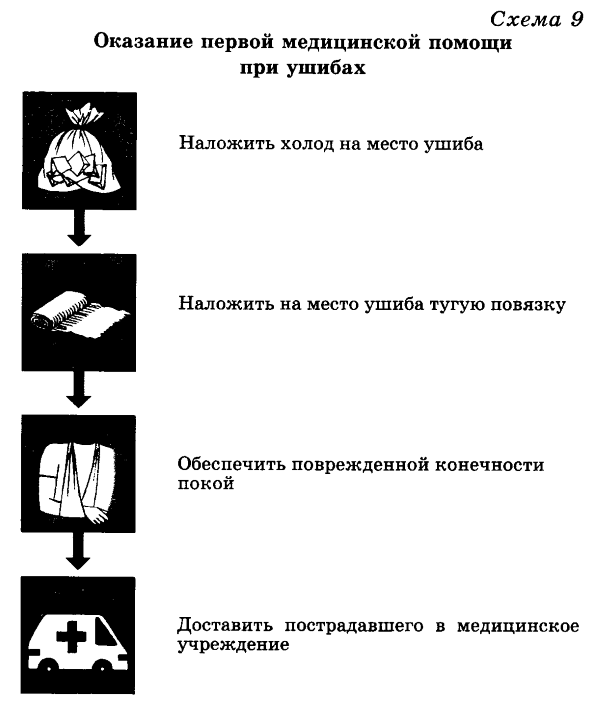 Схема 9
Оказание первой медицинской помощи
при ушибах
Наложить холод на место ушиба
Наложить на место ушиба тугую повязку
Обеспечить поврежденной конечности
покой
Доставить пострадавшего в медицинское
учреждение